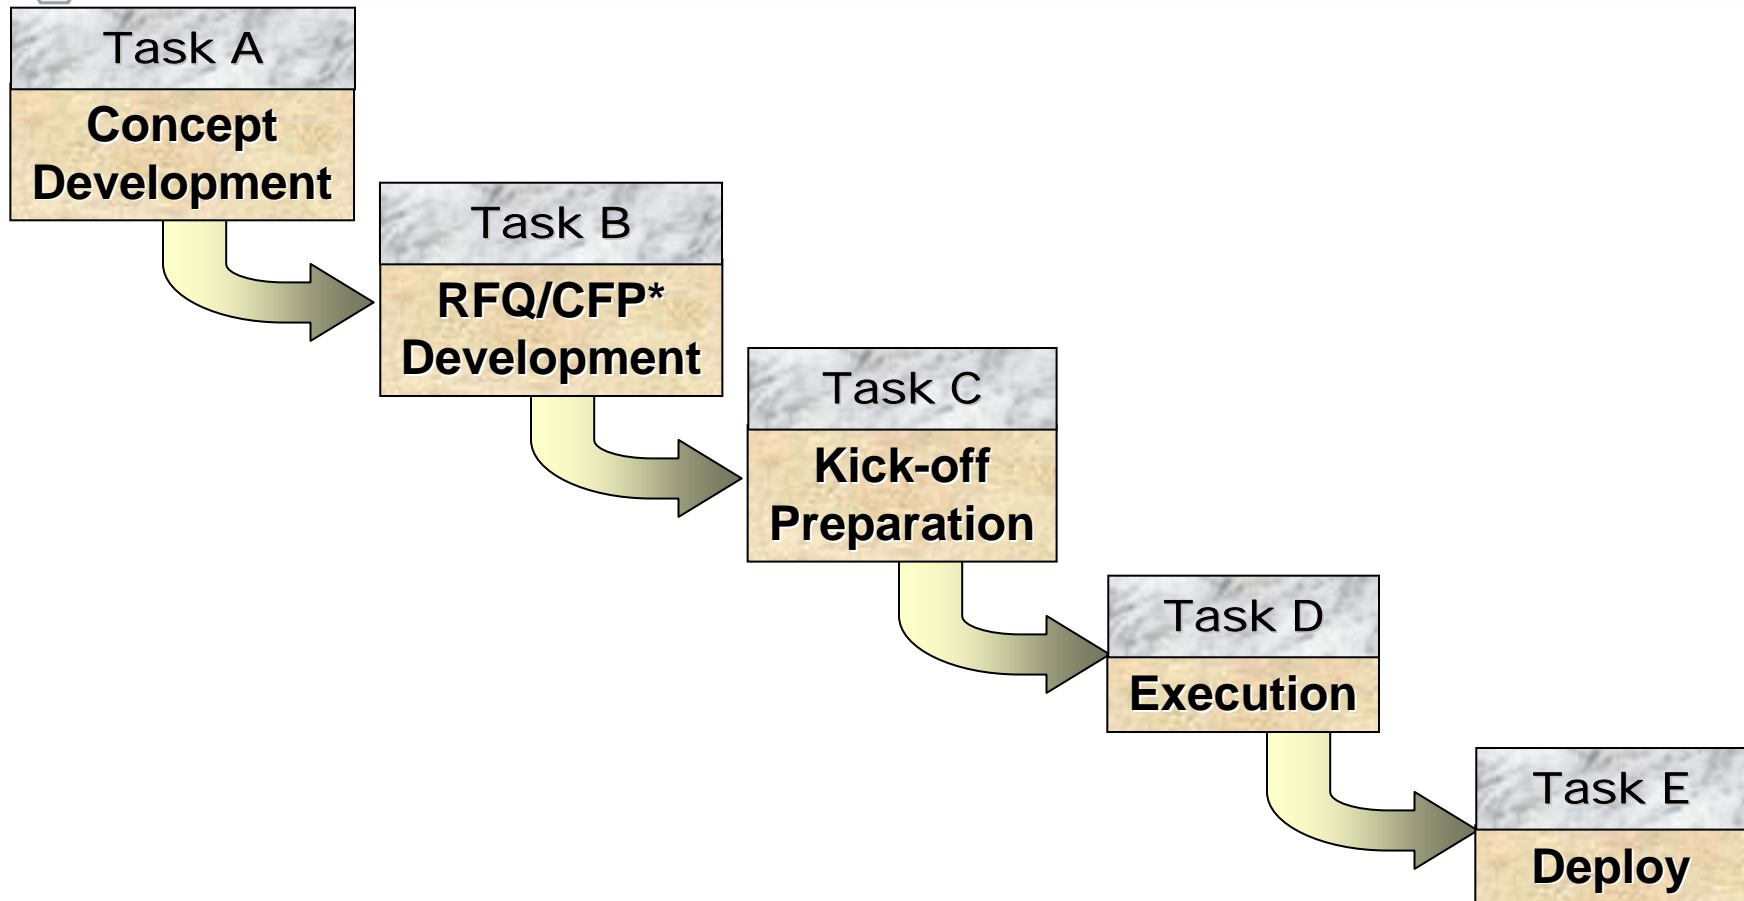 Task A
Concept
Development
Task B
RFQ/CFP*
Development
Task C
Kick-off
Preparation
Task D
Execution
Task E
Deploy